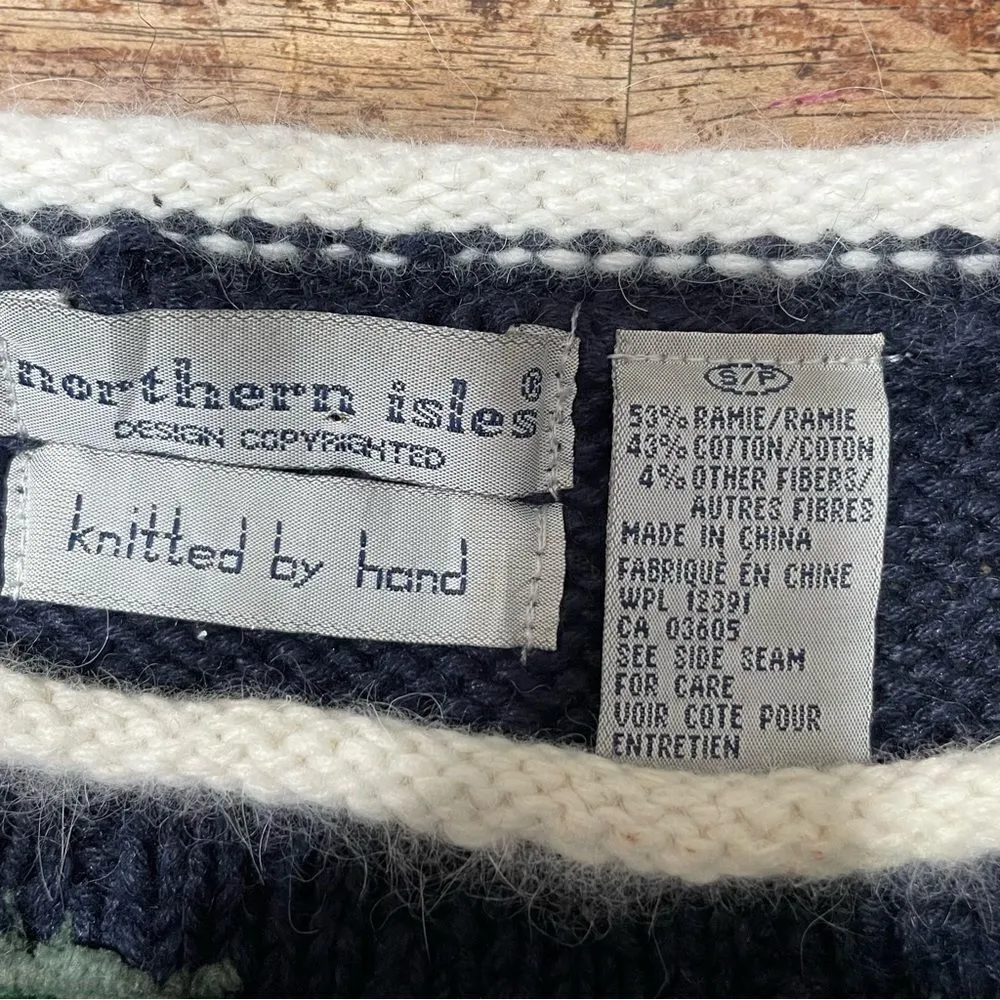 northern isles®
DESIGN COPYRIGHTED
knitted by hand
S/P
53% RAMIE/RAMIE
43% COTTON/COTON
4% OTHER FIBERS/
AUTRES FIBRES
MADE IN CHINA
FABRIQUÉ EN CHINE
WPL 12391
CA 03605
SEE SIDE SEAM
FOR CARE
VOIR COTE POUR
ENTRETIEN